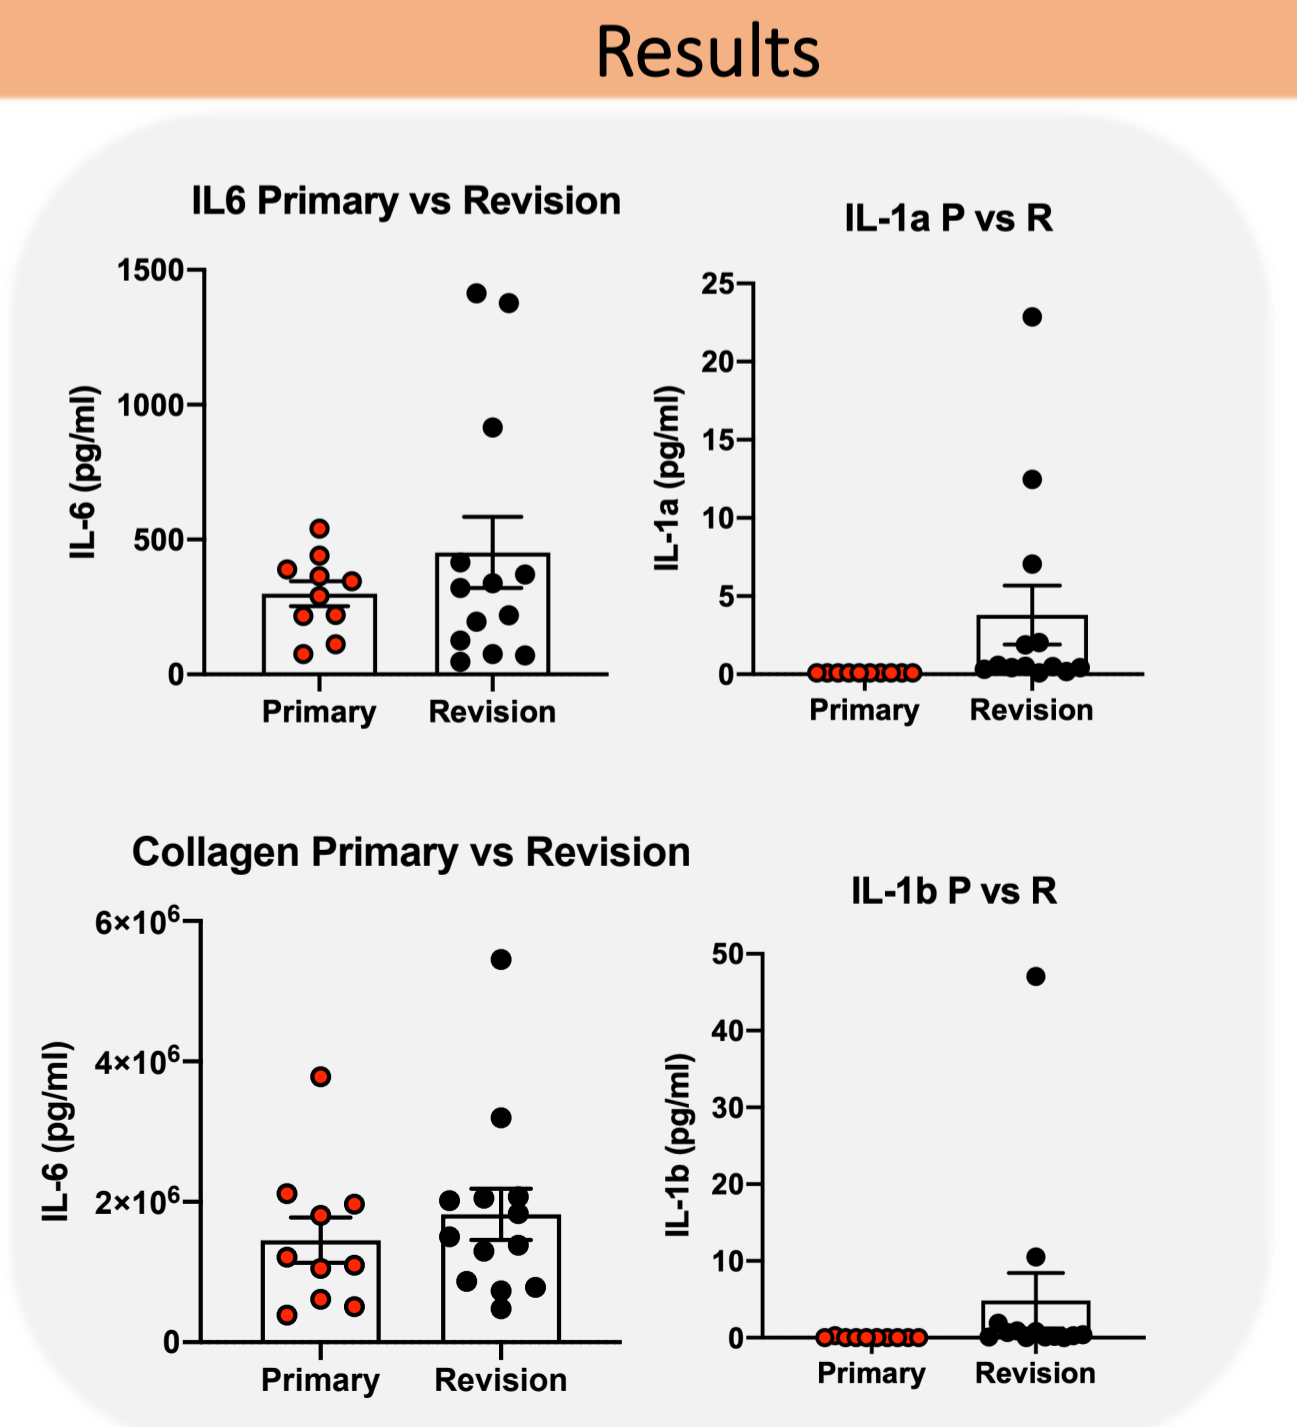 Results
IL6 Primary vs Revision
IL-6 (pg/ml)
1500
1000
500
0
Primary
Revision
IL-1a P vs R
IL-1a (pg/ml)
25
20
15
10
5
0
Primary
Revision
Collagen Primary vs Revision
IL-6 (pg/ml)
6×10⁶
4×10⁶
2×10⁶
0
Primary
Revision
IL-1b P vs R
IL-1b (pg/ml)
50
40
30
20
10
0
Primary
Revision